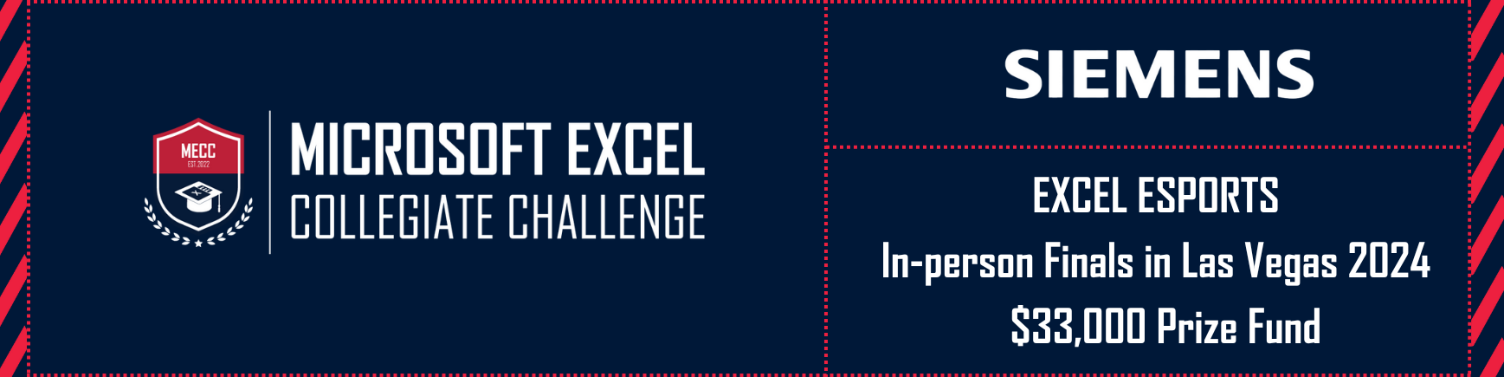 MECC
EST. 2022
MICROSOFT EXCEL
COLLEGIATE CHALLENGE
SIEMENS
EXCEL ESPORTS
In-person Finals in Las Vegas 2024
$33,000 Prize Fund